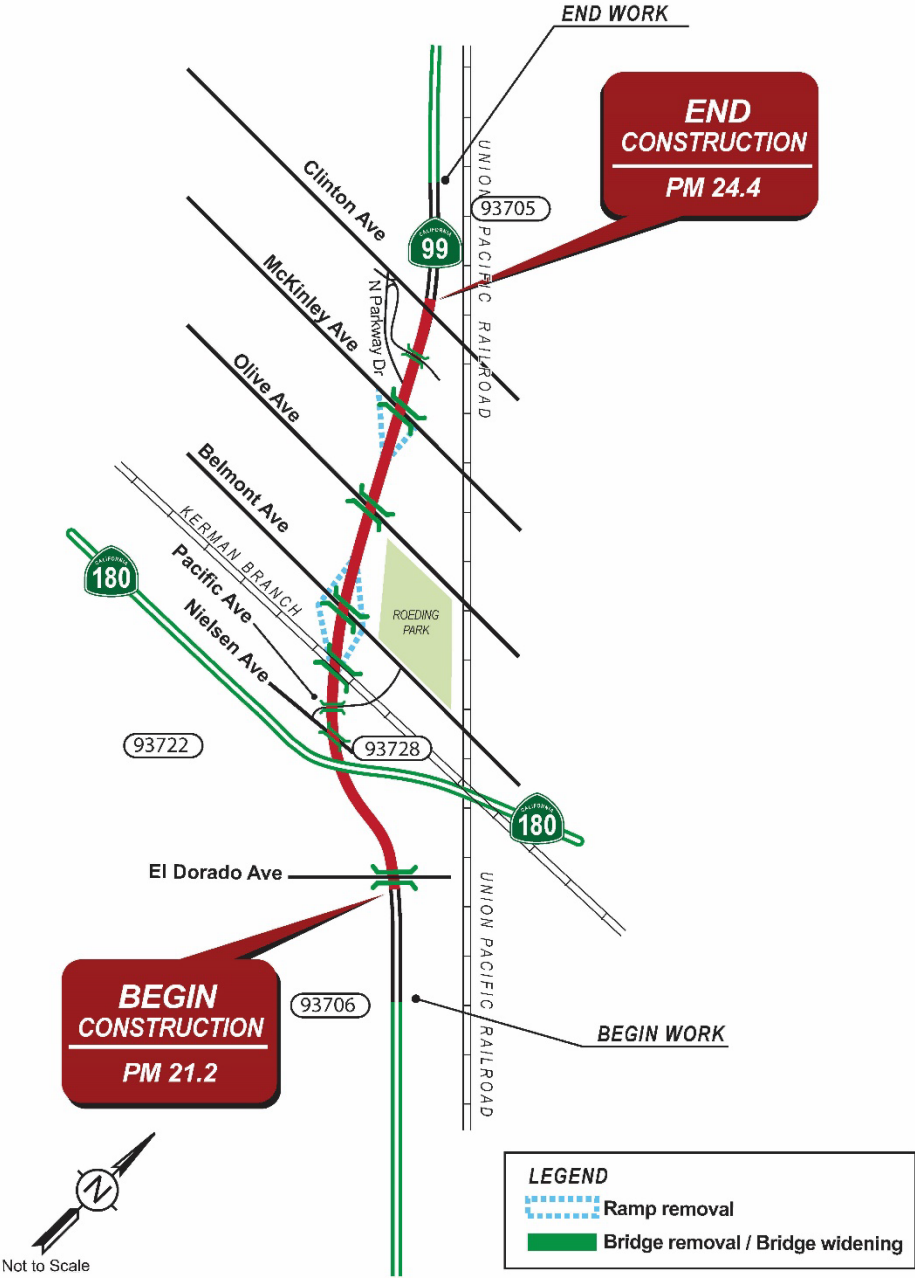 END WORK
END
CONSTRUCTION
PM 24.4
UNION PACIFIC RAILROAD
93705
CALIFORNIA
99
Clinton Ave
McKinley Ave
N Parkway Dr
Olive Ave
Belmont Ave
KERMAN BRANCH
CALIFORNIA
180
Pacific Ave
Nielsen Ave
ROEDING
PARK
93722
93728
CALIFORNIA
180
El Dorado Ave
UNION PACIFIC RAILROAD
BEGIN
CONSTRUCTION
PM 21.2
93706
BEGIN WORK
N
Not to Scale
LEGEND
Ramp removal
Bridge removal / Bridge widening